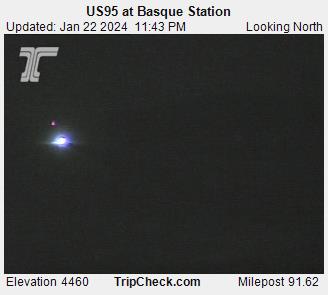 US95 at Basque Station
Updated: Jan 22 2024 11:43 PM Looking North
Elevation 4460 TripCheck.com Milepost 91.62